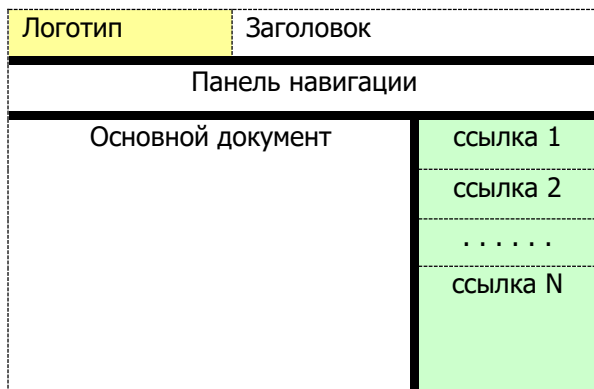 Логотип
Заголовок
Панель навигации
Основной документ
ссылка 1
ссылка 2
. . . . . .
ссылка N